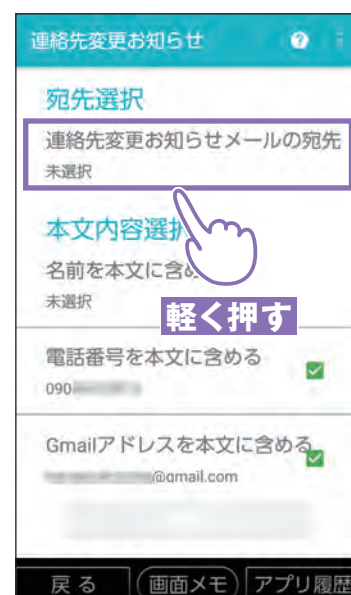 連絡先変更お知らせ ?
宛先選択
連絡先変更お知らせメールの宛先
未選択
本文内容選択
名前を本文に含め
未選択
軽く押す
電話番号を本文に含める
090
Gmailアドレスを本文に含める
@gmail.com
戻る 画面メモ アプリ履歴